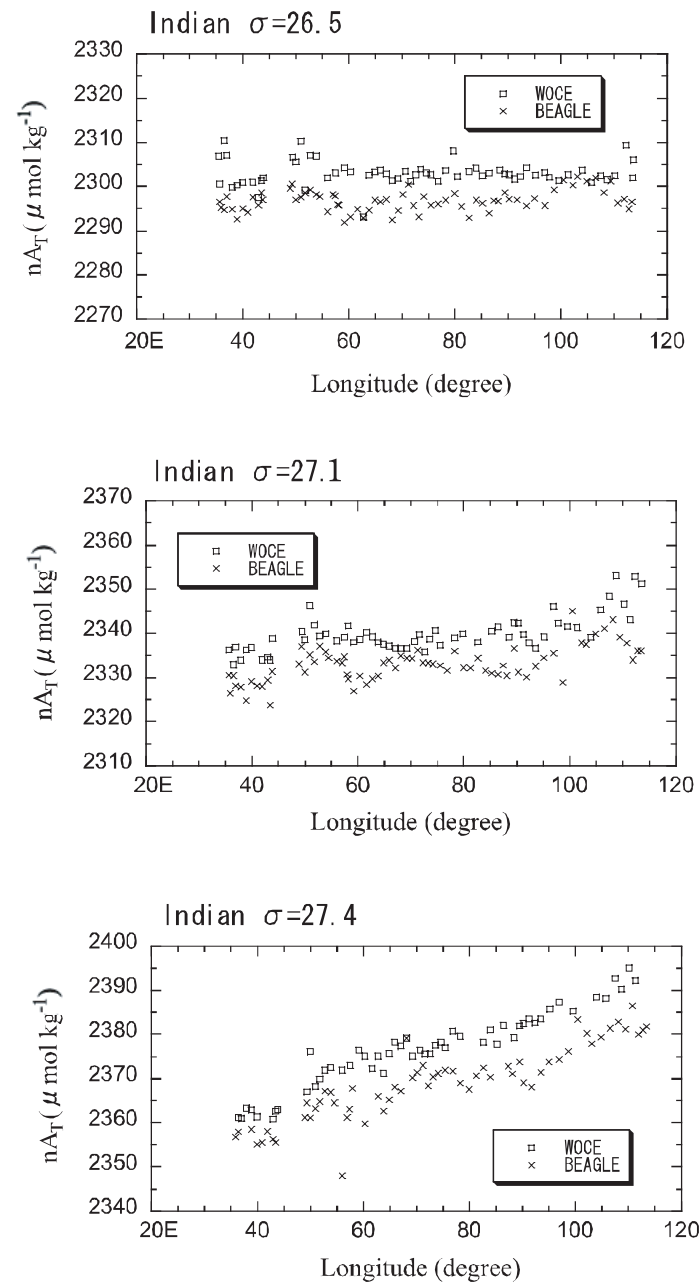 Indian σ=26.5
2330
2320
2310
2300
2290
2280
2270
nA_T (μ mol kg⁻¹)
WOCE
BEAGLE
20E 40 60 80 100 120
Longitude (degree)
Indian σ=27.1
2370
2360
2350
2340
2330
2320
2310
nA_T (μ mol kg⁻¹)
WOCE
BEAGLE
20E 40 60 80 100 120
Longitude (degree)
Indian σ=27.4
2400
2390
2380
2370
2360
2350
2340
nA_T (μ mol kg⁻¹)
WOCE
BEAGLE
20E 40 60 80 100 120
Longitude (degree)